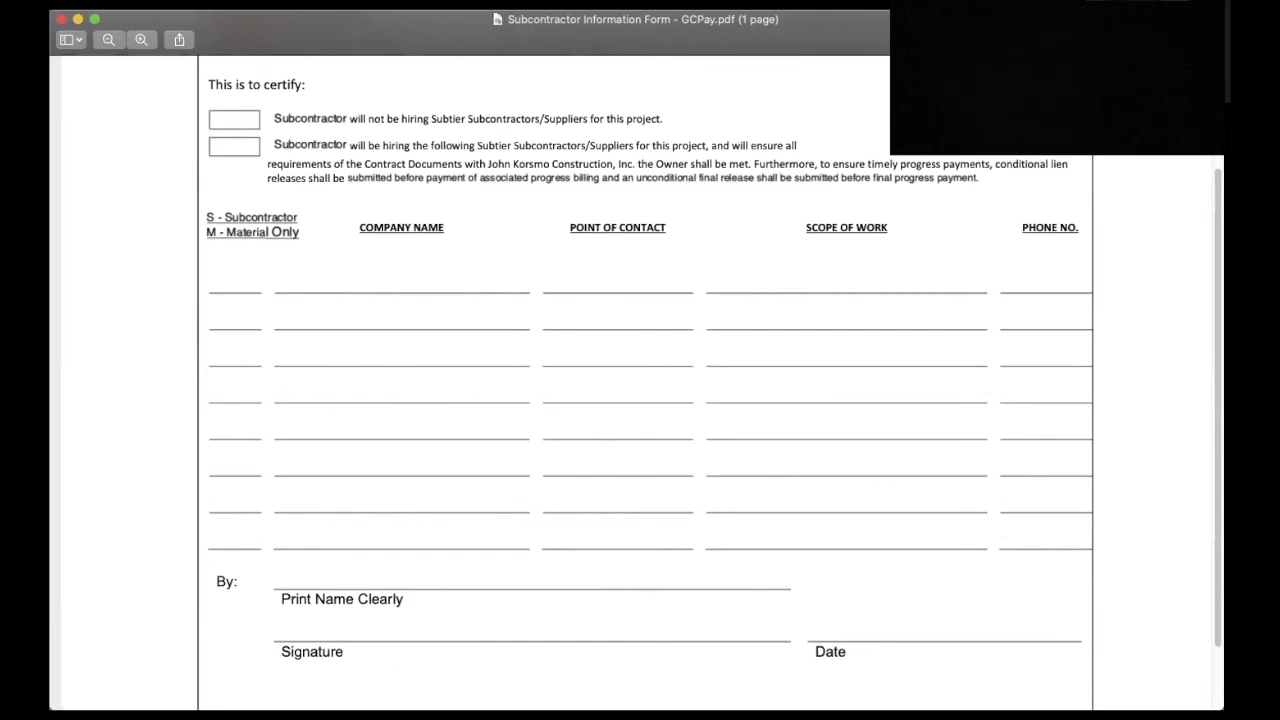 Subcontractor Information Form - GCPay.pdf (1 page)
This is to certify:
Subcontractor will not be hiring Subtier Subcontractors/Suppliers for this project.
Subcontractor will be hiring the following Subtier Subcontractors/Suppliers for this project, and will ensure all
requirements of the Contract Documents with John Korsmo Construction, Inc. the Owner shall be met. Furthermore, to ensure timely progress payments, conditional lien
releases shall be submitted before payment of associated progress billing and an unconditional final release shall be submitted before final progress payment.
S - Subcontractor
M - Material Only
COMPANY NAME
POINT OF CONTACT
SCOPE OF WORK
PHONE NO.
By:
Print Name Clearly
Signature
Date